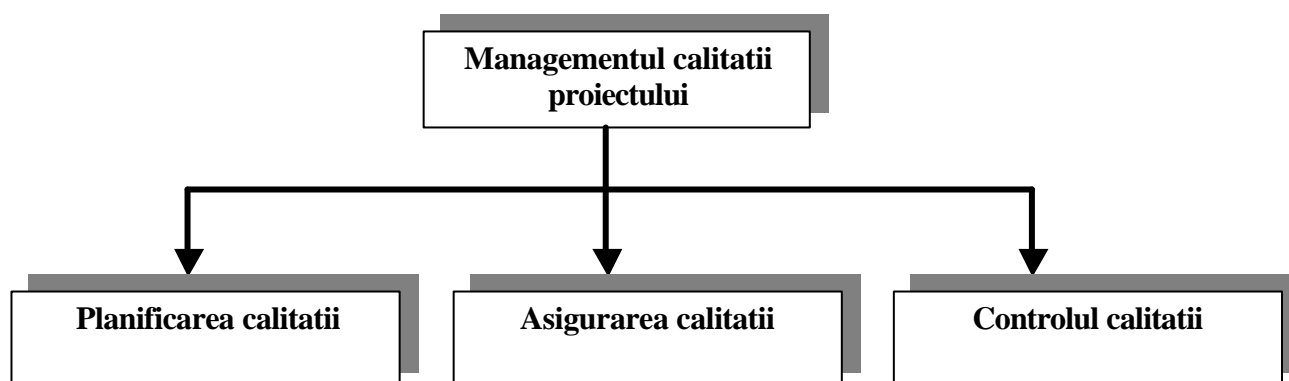 Managementul calitatii
proiectului
Planificarea calitatii
Asigurarea calitatii
Controlul calitatii